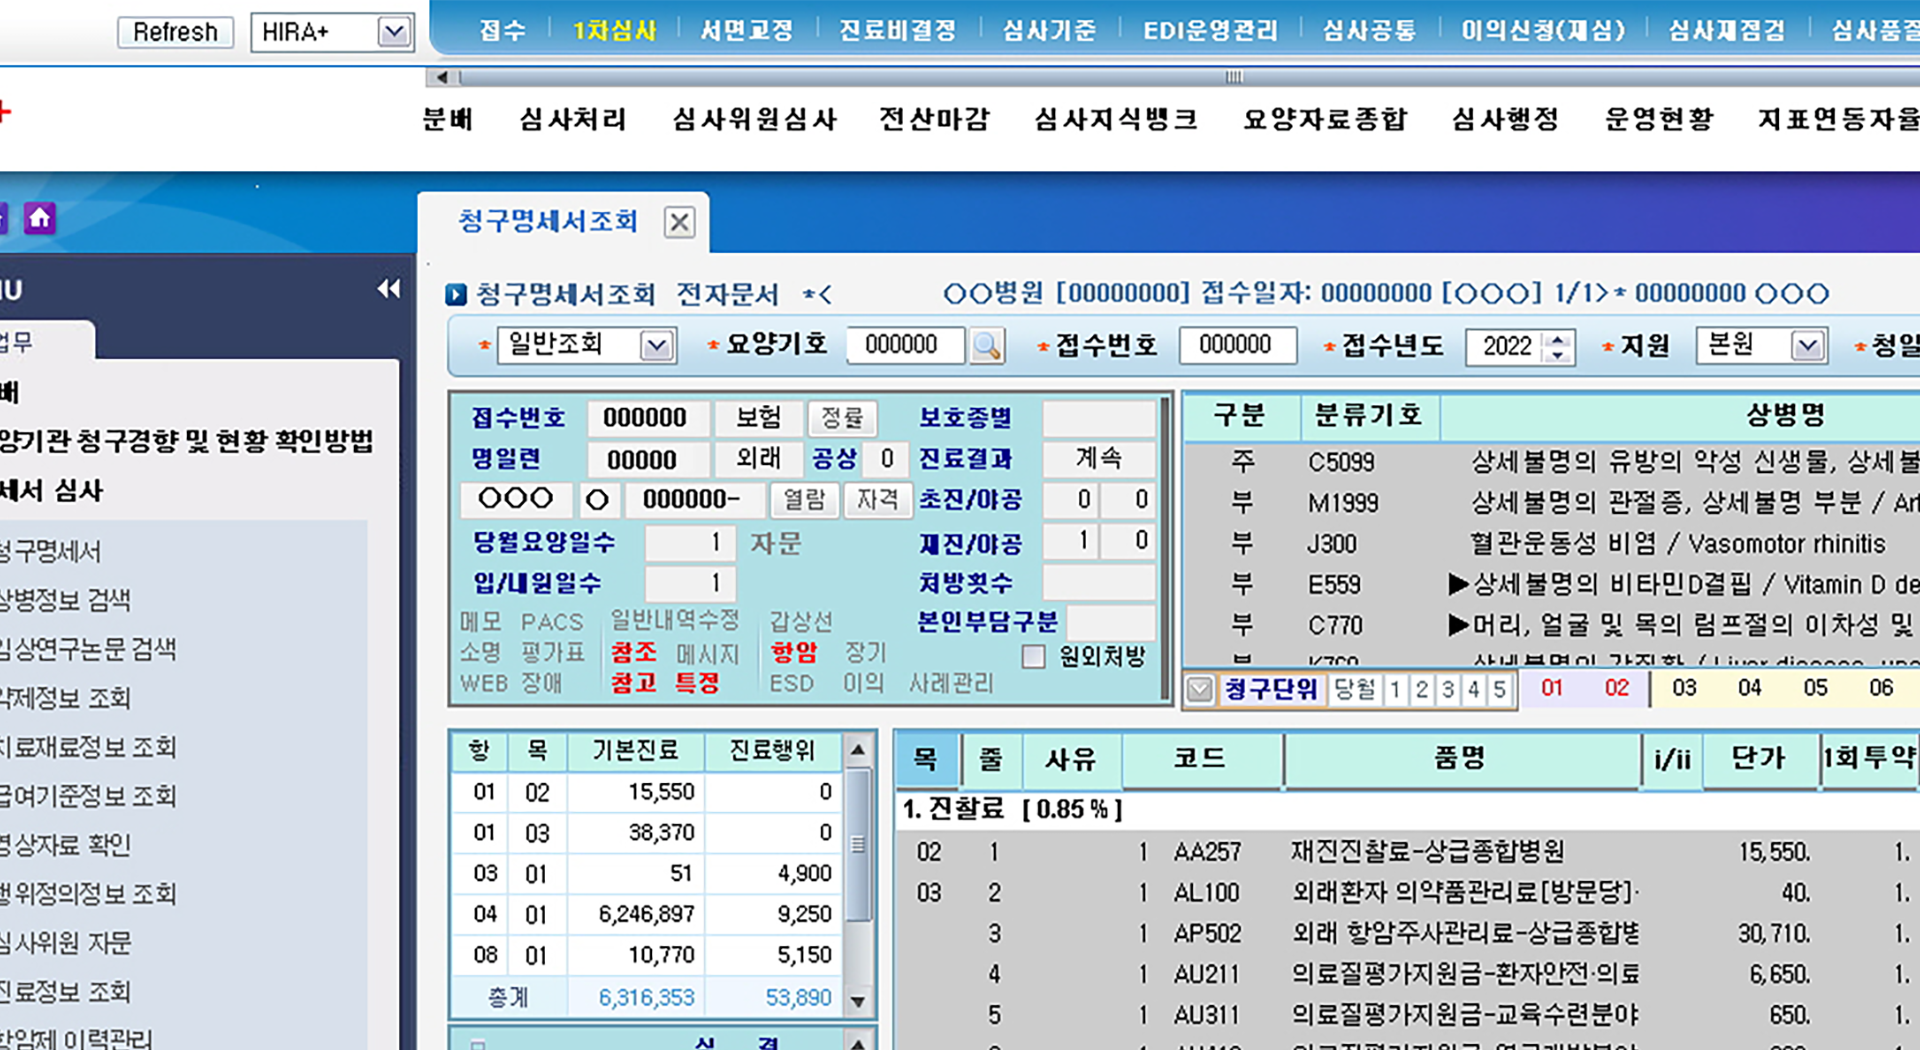 Refresh HIRA+ 접수 1차심사 서면교정 진료비결정 심사기준 EDI운영관리 심사공통 이의신청(재심) 심사재점검 심사품질
분배 심사처리 심사위원심사 전산마감 심사지식뱅크 요양자료종합 심사행정 운영현황 지표연동자율
청구명세서조회
청구명세서조회 전자문서 *< ○○병원 [00000000] 접수일자: 00000000 [○○○] 1/1>* 00000000 ○○○
* 일반조회 * 요양기호 000000 * 접수번호 000000 * 접수년도 2022 * 지원 본원 * 청일
업무
배
양기관 청구경향 및 현황 확인방법
세서 심사
청구명세서
상병정보 검색
임상연구논문 검색
약제정보 조회
치료재료정보 조회
급여기준정보 조회
영상자료 확인
행위정의정보 조회
심사위원 자문
진료정보 조회
항암제 이력관리
접수번호 000000 보험 정률 보호종별
명일련 00000 외래 공상 0 진료결과 계속
○○○ ○ 000000- 열람 자격 초진/야공 0 0
당월요양일수 1 자문 재진/야공 1 0
입/내원일수 1 처방횟수
메모 PACS 일반내역수정 갑상선 본인부담구분
소명 평가표 참조 메시지 항암 장기 원외처방
WEB 장애 참고 특정 ESD 이의 사례관리
구분 분류기호 상병명
주 C5099 상세불명의 유방의 악성 신생물, 상세불
부 M1999 상세불명의 관절증, 상세불명 부분 / Art
부 J300 혈관운동성 비염 / Vasomotor rhinitis
부 E559 ▶상세불명의 비타민D결핍 / Vitamin D de
부 C770 ▶머리, 얼굴 및 목의 림프절의 이차성 및
부 K769 상세불명의 간질환 / Liver disease, uns
청구단위 당월 1 2 3 4 5 01 02 03 04 05 06
항 목 기본진료 진료행위
01 02 15,550 0
01 03 38,370 0
03 01 51 4,900
04 01 6,246,897 9,250
08 01 10,770 5,150
총계 6,316,353 53,890
목 줄 사유 코드 품명 i/ii 단가 1회투약
1. 진찰료 [ 0.85 % ]
02 1 1 AA257 재진진찰료-상급종합병원 15,550. 1.
03 2 1 AL100 외래환자 의약품관리료[방문당]· 40. 1.
3 1 AP502 외래 항암주사관리료-상급종합병 30,710. 1.
4 1 AU211 의료질평가지원금-환자안전·의료 6,650. 1.
5 1 AU311 의료질평가지원금-교육수련분야 650. 1.